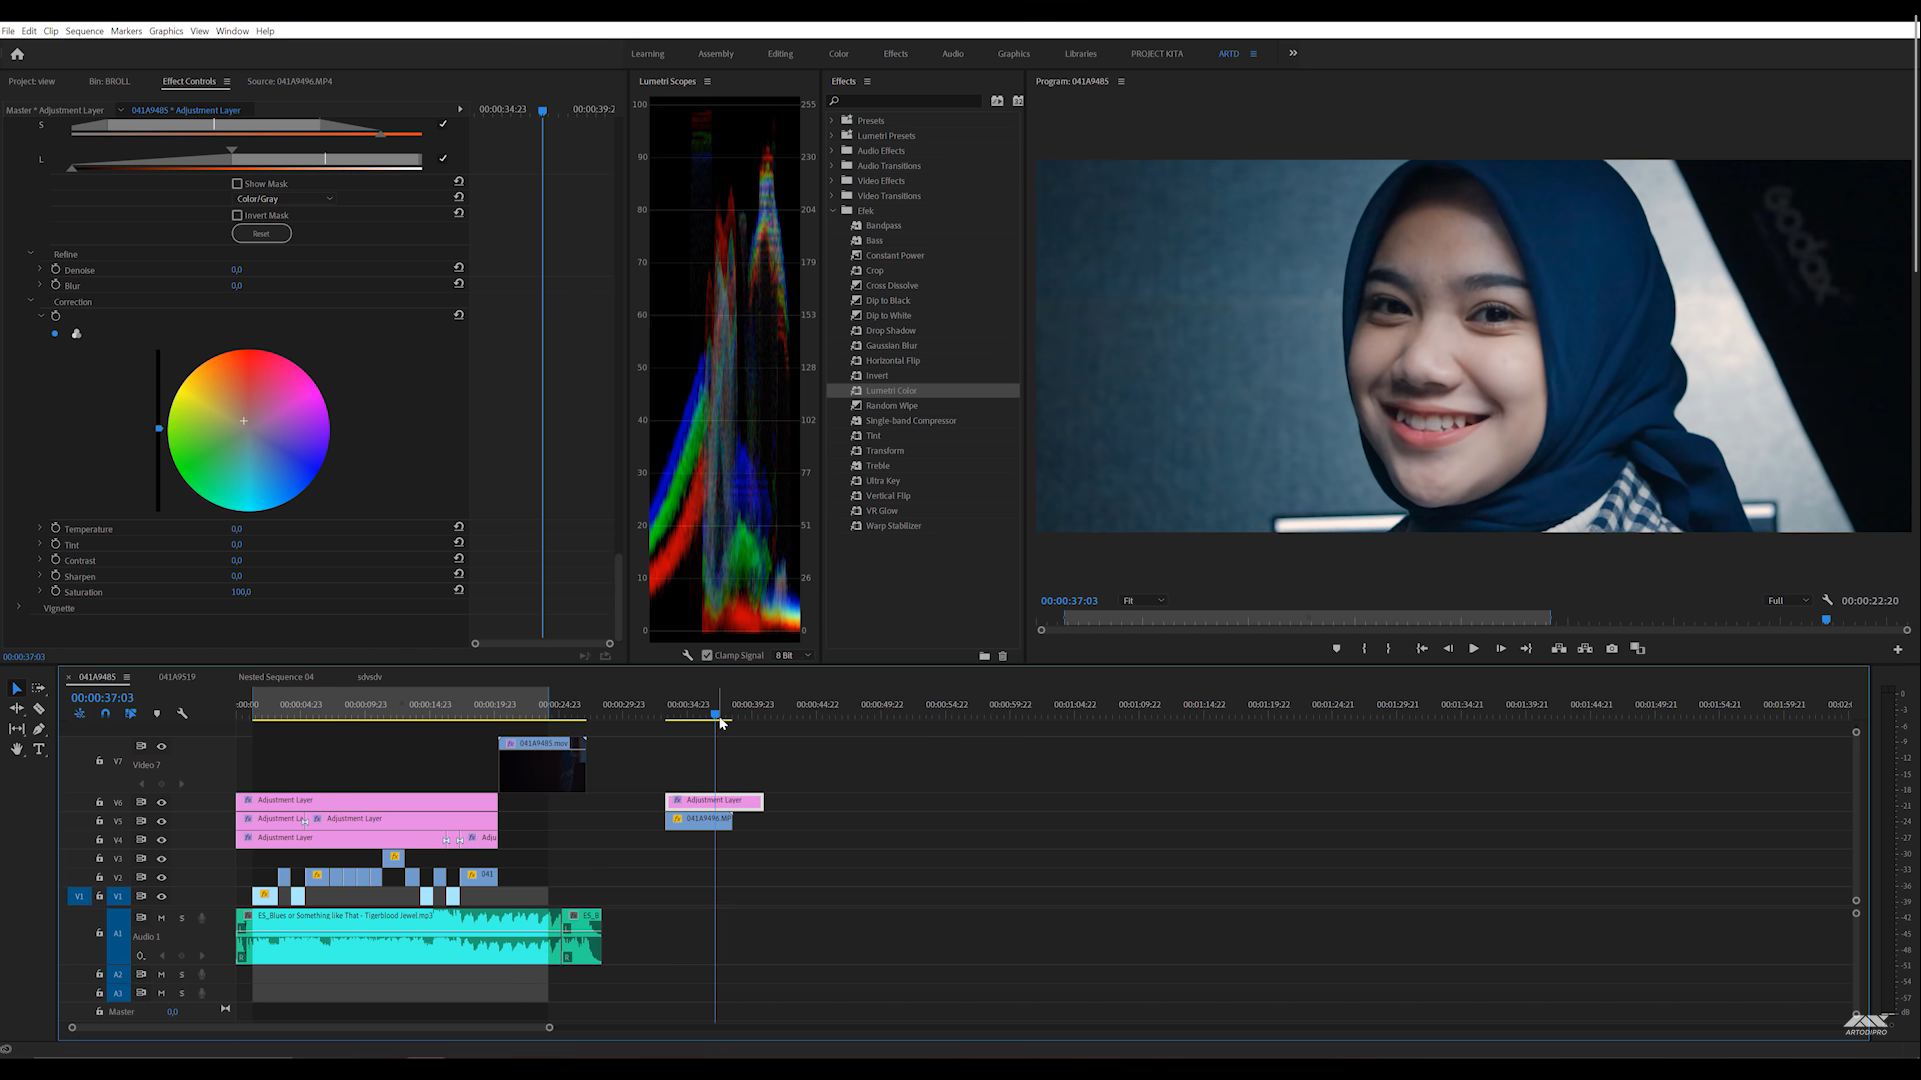 File Edit Clip Sequence Markers Graphics View Window Help
Learning Assembly Editing Color Effects Audio Graphics Libraries PROJECT KITA ARTD
Project: view Bin: BROLL Effect Controls Source: 041A9496.MP4
Master * Adjustment Layer 041A9485 * Adjustment Layer
00:00:34:23 00:00:39:2
S
L
Show Mask
Color/Gray
Invert Mask
Reset
Refine
Denoise 0,0
Blur 0,0
Correction
Temperature 0,0
Tint 0,0
Contrast 0,0
Sharpen 0,0
Saturation 100,0
Vignette
00:00:37:03
Lumetri Scopes
100 255
90 230
80 204
70 179
60 153
50 128
40 102
30 77
20 51
10 26
0 0
Clamp Signal 8 Bit
Effects
Presets
Lumetri Presets
Audio Effects
Audio Transitions
Video Effects
Video Transitions
Efek
Bandpass
Bass
Constant Power
Crop
Cross Dissolve
Dip to Black
Dip to White
Drop Shadow
Gaussian Blur
Horizontal Flip
Invert
Lumetri Color
Random Wipe
Single-band Compressor
Tint
Transform
Treble
Ultra Key
Vertical Flip
VR Glow
Warp Stabilizer
Program: 041A9485
Godox
00:00:37:03 Fit Full 00:00:22:20
041A9485 041A9519 Nested Sequence 04 sdvsdv
00:00:37:03
:00:00 00:00:04:23 00:00:09:23 00:00:14:23 00:00:19:23 00:00:24:23 00:00:29:23 00:00:34:23 00:00:39:23 00:00:44:22 00:00:49:22 00:00:54:22 00:00:59:22 00:01:04:22 00:01:09:22 00:01:14:22 00:01:19:22 00:01:24:21 00:01:29:21 00:01:34:21 00:01:39:21 00:01:44:21 00:01:49:21 00:01:54:21 00:01:59:21 00:02:0
V7 Video 7 041A9485.mov
V6 Adjustment Layer Adjustment Layer
V5 Adjustment La Adjustment Layer 041A9496.MP
V4 Adjustment Layer Adju
V3
V2 041
V1 V1
A1 M S ES_Blues or Something like That - Tigerblood Jewel.mp3 ES_B
Audio 1
L L
R R
A2 M S
A3 M S
Master 0,0
0
-3
-6
-9
-12
-15
-18
-21
-24
-27
-30
-33
-36
-39
-42
-45
-48
-51
-54
-57
dB
ARTODIPRO